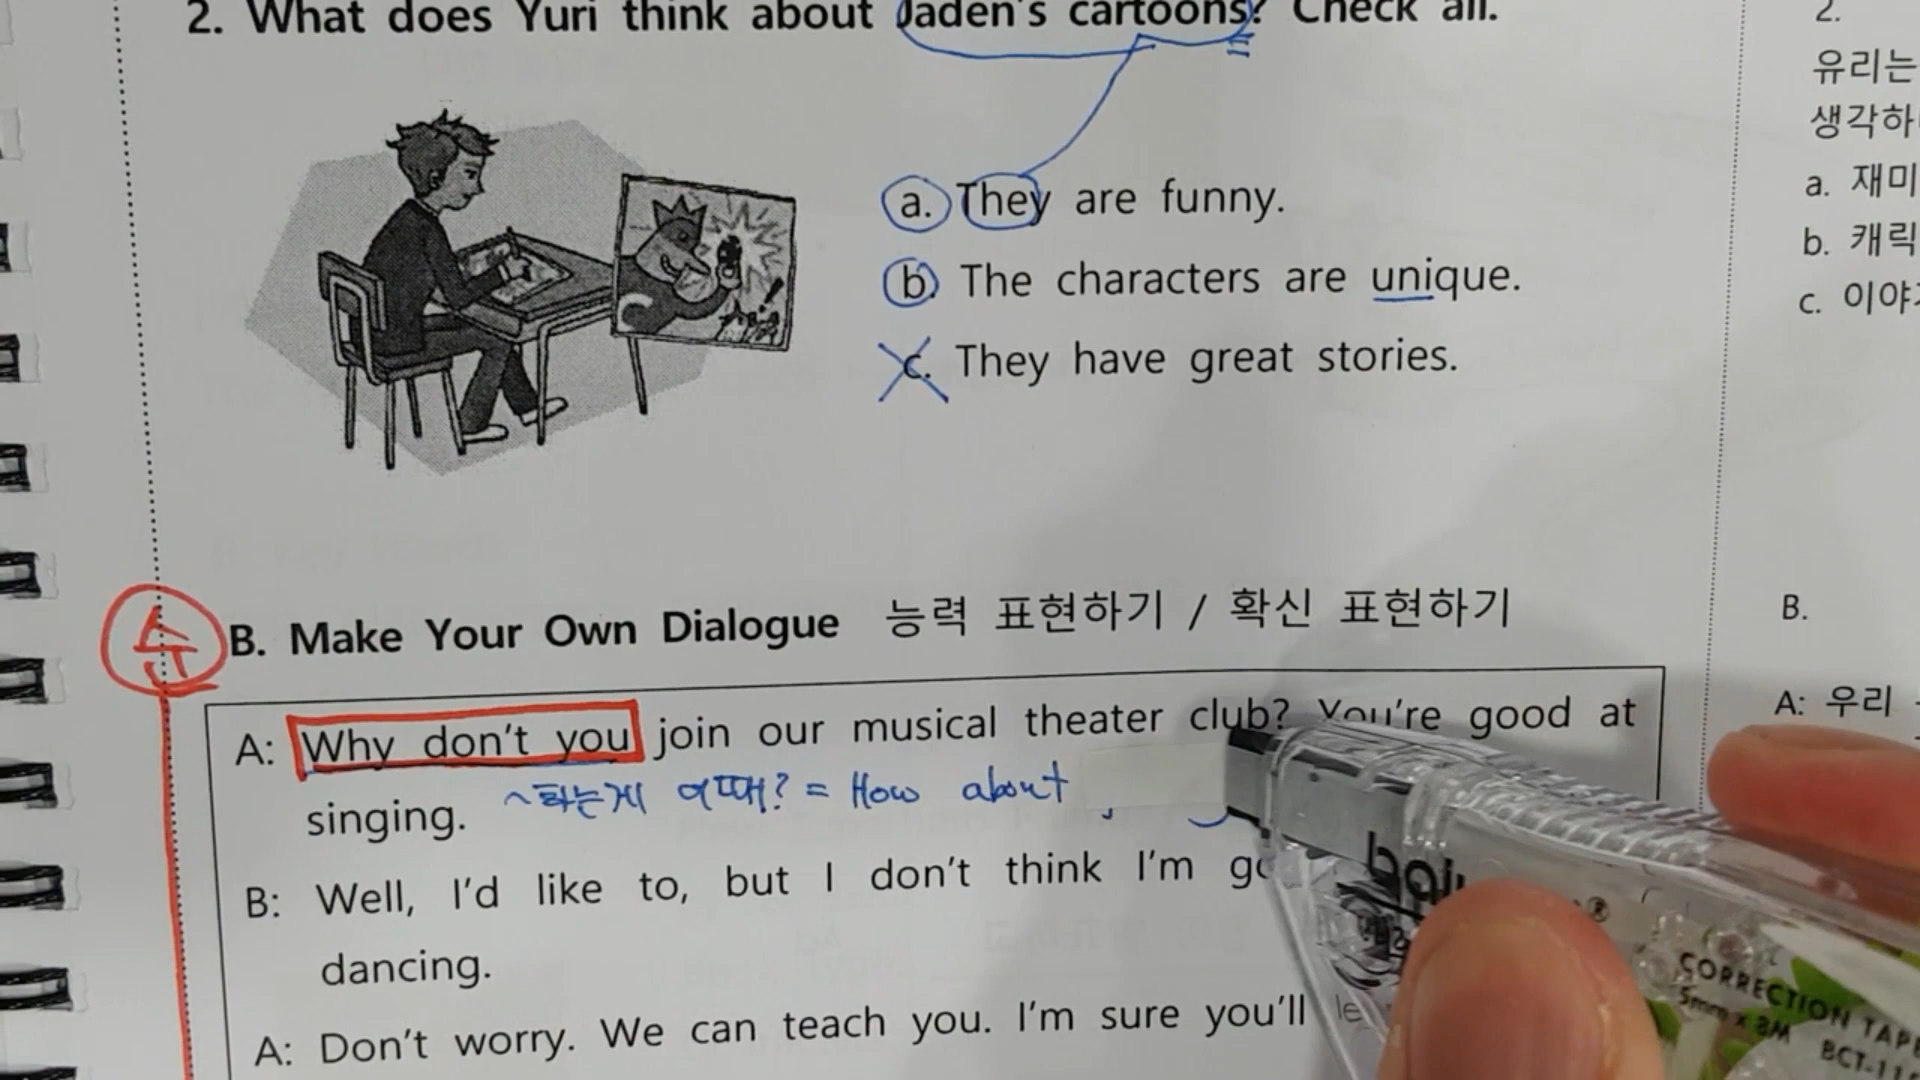 2. What does Yuri think about Jaden's cartoons? Check all.
a. They are funny.
b. The characters are unique.
c. They have great stories.
수
B. Make Your Own Dialogue 능력 표현하기 / 확신 표현하기
A: Why don't you join our musical theater club? You're good at
singing. ~하는게 어때? = How about
B: Well, I'd like to, but I don't think I'm
dancing.
A: Don't worry. We can teach you. I'm sure you'll
2.
유리는
a. 재미
b. 캐릭
c. 이야
B.
A: 우리
CORRECTION TAPE
5mm x 8M